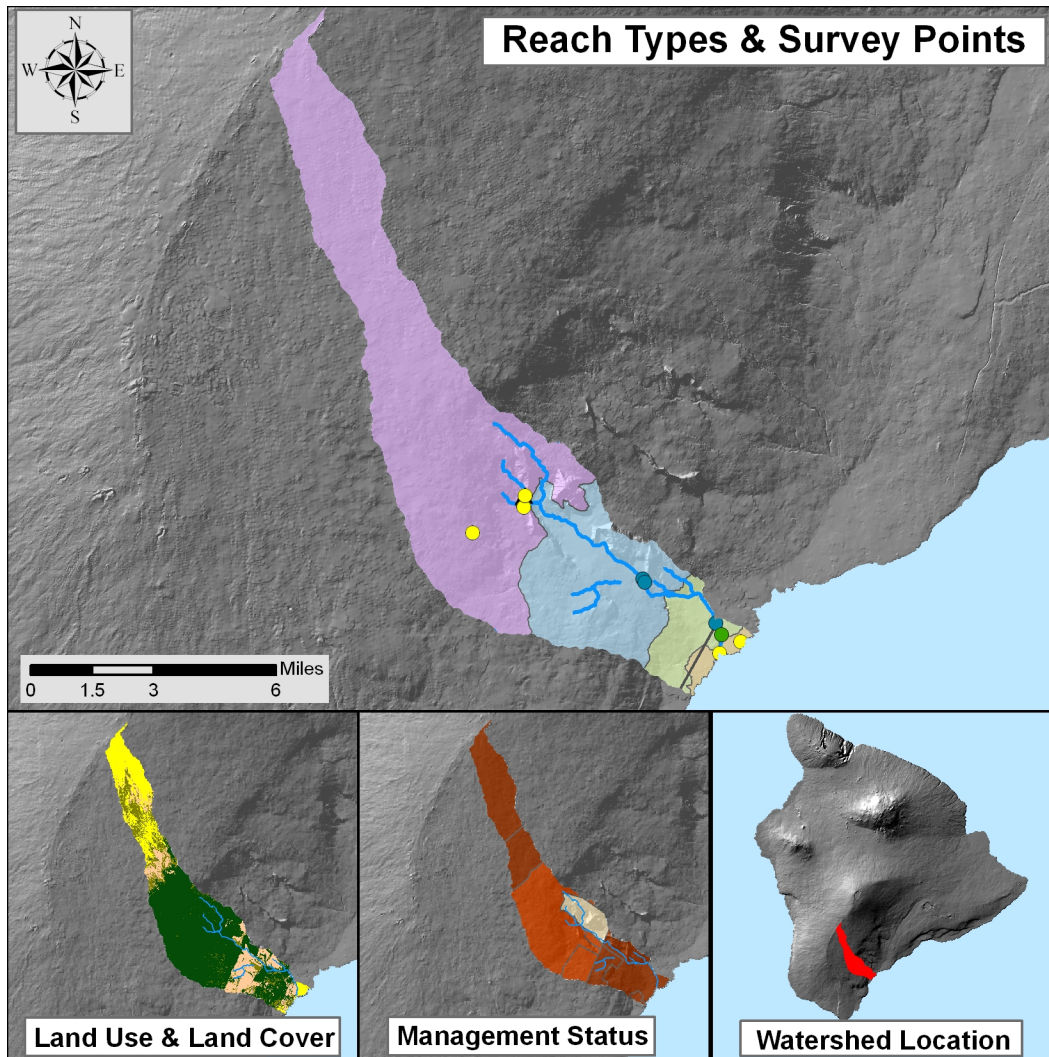 Reach Types & Survey Points
N
W E
S
Miles
0 1.5 3 6
Land Use & Land Cover
Management Status
Watershed Location